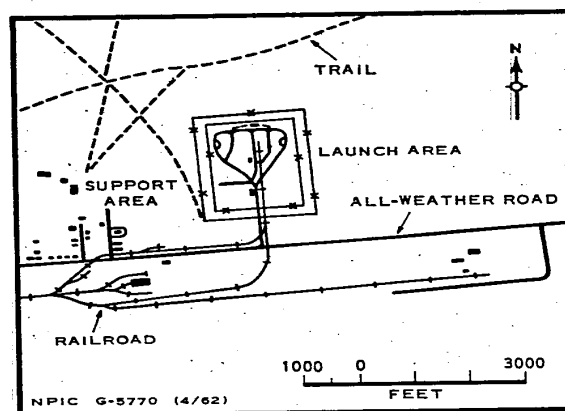 N
TRAIL
LAUNCH AREA
SUPPORT
AREA
ALL-WEATHER ROAD
RAILROAD
1000 0 3000
FEET
NPIC G-5770 (4/62)